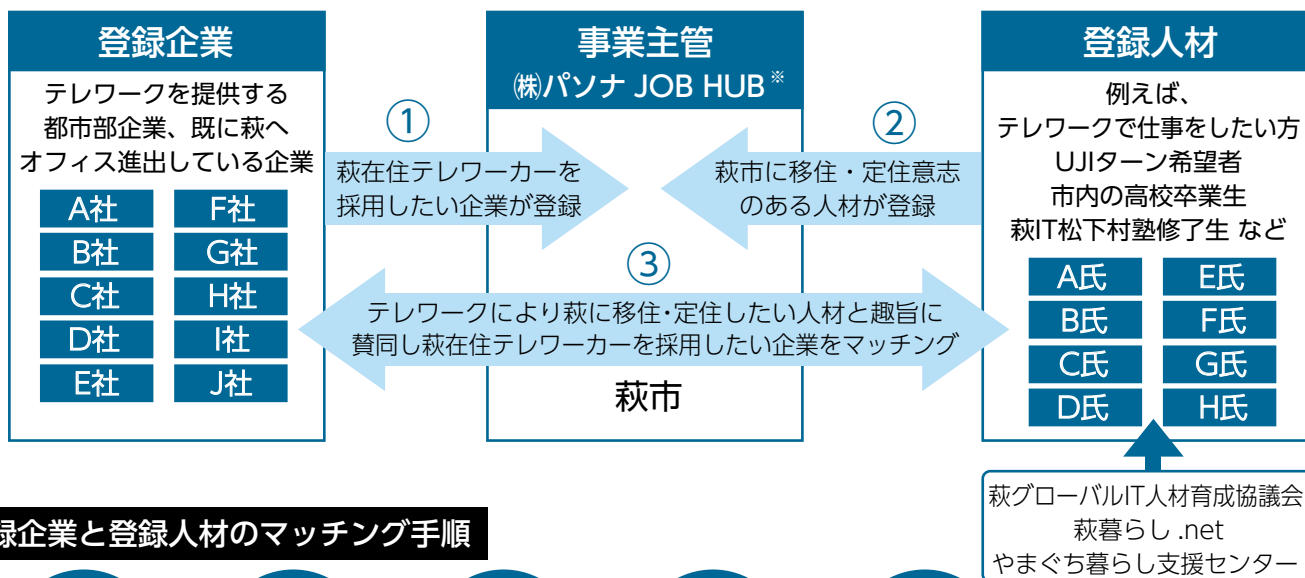 登録企業
テレワークを提供する
都市部企業、既に萩へ
オフィス進出している企業
A社 F社
B社 G社
C社 H社
D社 I社
E社 J社
①
萩在住テレワーカーを
採用したい企業が登録
事業主管
㈱パソナ JOB HUB※
②
萩市に移住・定住意志
のある人材が登録
③
テレワークにより萩に移住・定住したい人材と趣旨に
賛同し萩在住テレワーカーを採用したい企業をマッチング
萩市
登録人材
例えば、
テレワークで仕事をしたい方
UJIターン希望者
市内の高校卒業生
萩IT松下村塾修了生 など
A氏 E氏
B氏 F氏
C氏 G氏
D氏 H氏
萩グローバルIT人材育成協議会
萩暮らし.net
やまぐち暮らし支援センター
録企業と登録人材のマッチング手順